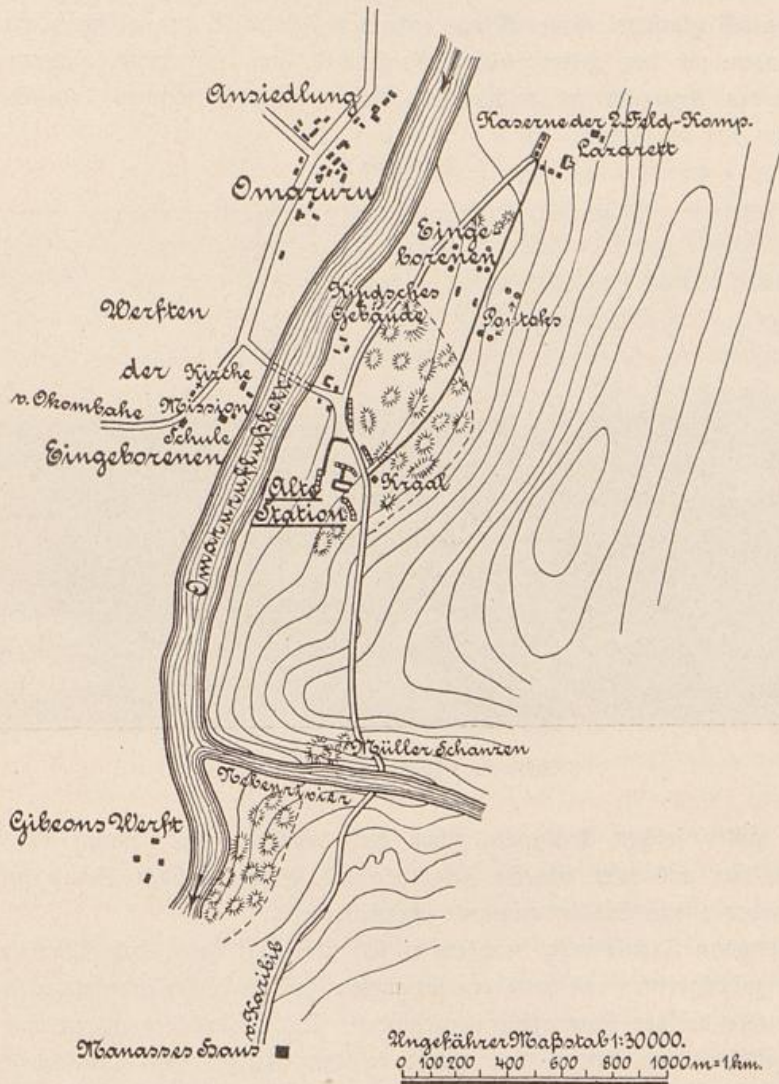 Ansiedlung
Omaruru
Kaserne der 2. Feld-Komp.
Lazarett
Einge-
borenen
Pontoks
Kindsches
Gebäude
Werften
der
Eingeborenen
Kirche
Mission
Schule
v. Okombahe
Omaruruflußbett
Alte
Station
Kraal
Müller Schanzen
Nebenrivier
Gibeons Werft
v. Karibib
Manasses Haus
Ungefährer Maßstab 1:30000.
0 100 200 400 600 800 1000 m = 1 km.